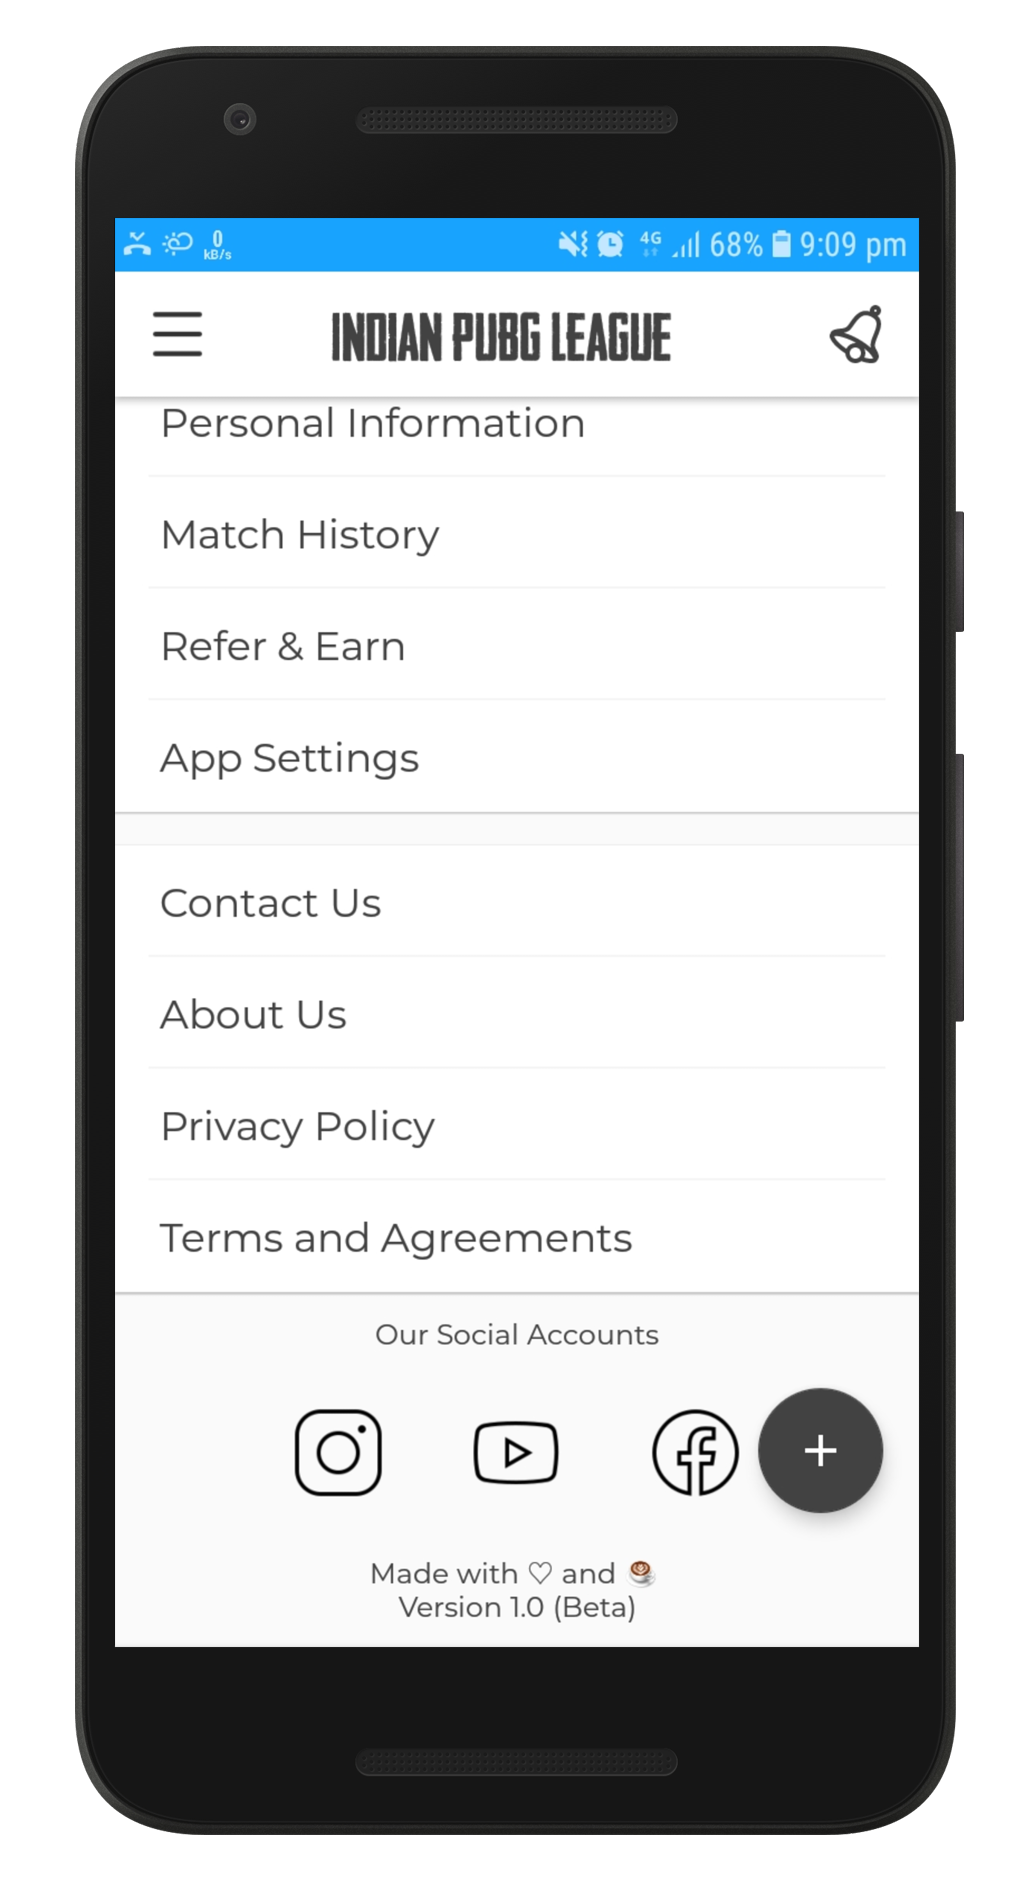 0
kB/s
4G
68%
9:09 pm
INDIAN PUBG LEAGUE
Personal Information
Match History
Refer & Earn
App Settings
Contact Us
About Us
Privacy Policy
Terms and Agreements
Our Social Accounts
+
Made with ♡ and ☕
Version 1.0 (Beta)